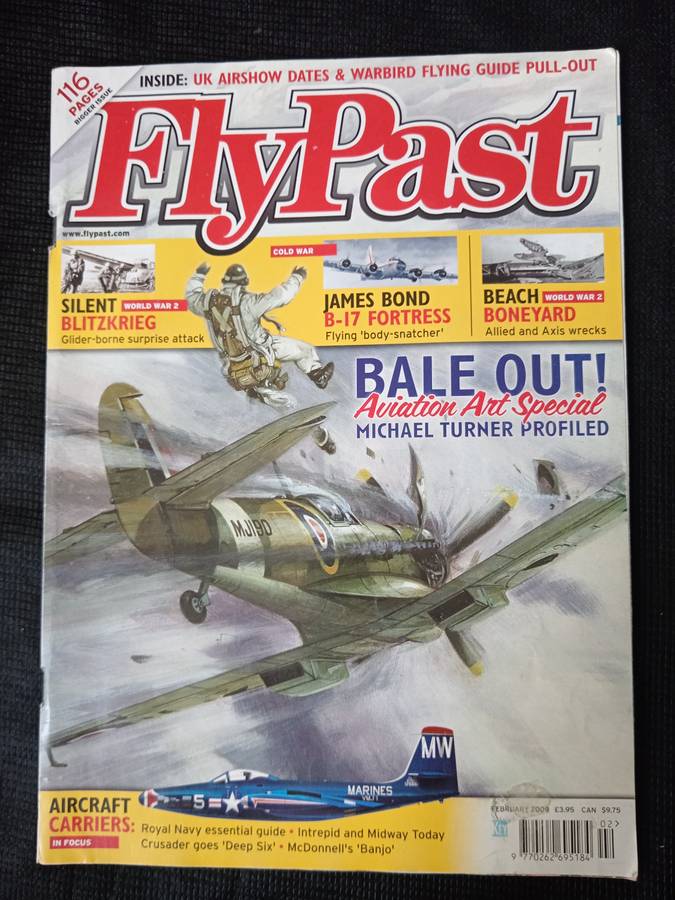 116
PAGES
BIGGER ISSUE
INSIDE: UK AIRSHOW DATES & WARBIRD FLYING GUIDE PULL-OUT
FlyPast
www.flypast.com
SILENT WORLD WAR 2
BLITZKRIEG
Glider-borne surprise attack
COLD WAR
JAMES BOND
B-17 FORTRESS
Flying 'body-snatcher'
BEACH WORLD WAR 2
BONEYARD
Allied and Axis wrecks
BALE OUT!
Aviation Art Special
MICHAEL TURNER PROFILED
MJ190
MW
MARINES
5
AIRCRAFT
CARRIERS:
IN FOCUS
Royal Navy essential guide • Intrepid and Midway Today
Crusader goes 'Deep Six' • McDonnell's 'Banjo'
FEBRUARY 2009 £3.95 CAN $9.75
02>
9 770262 695184